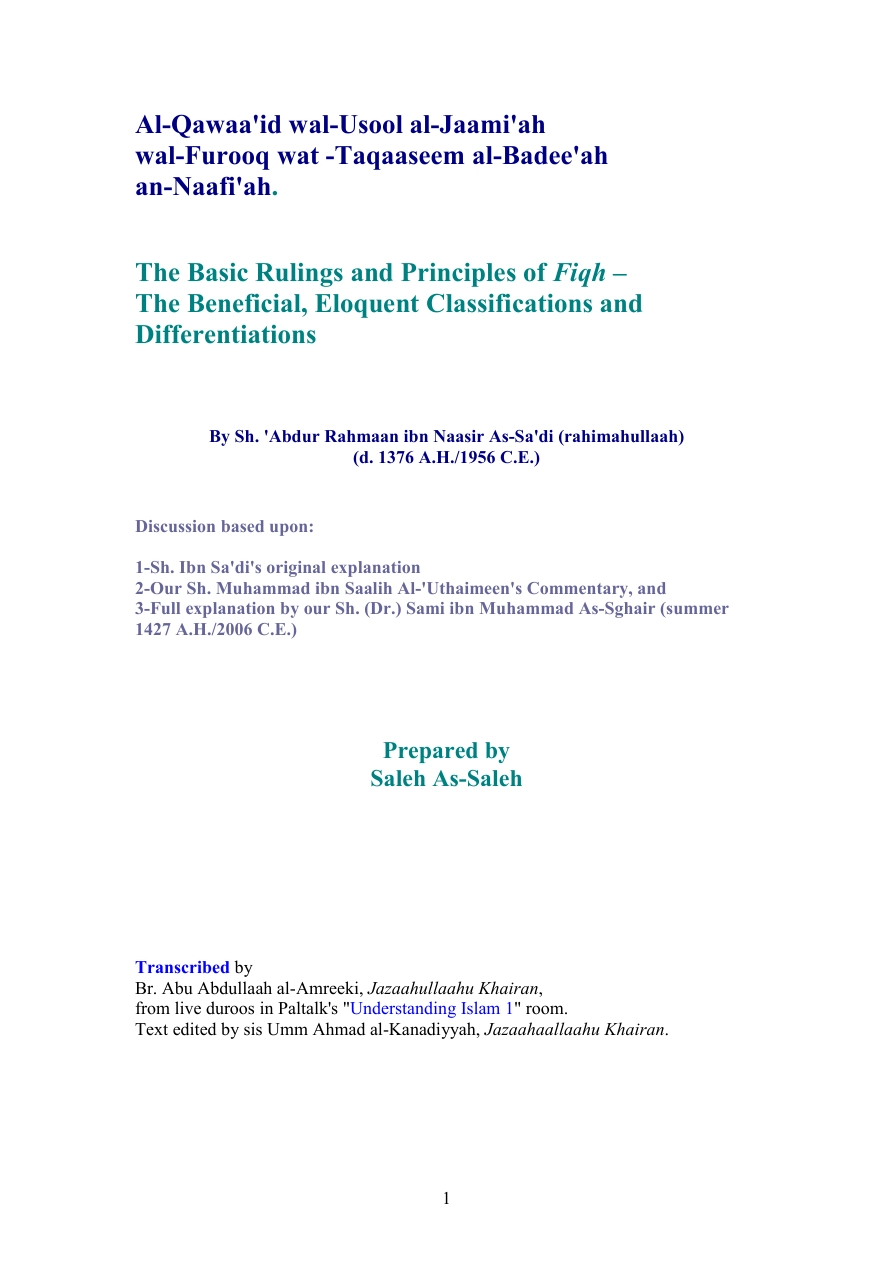 Al-Qawaa'id wal-Usool al-Jaami'ah
wal-Furooq wat -Taqaaseem al-Badee'ah
an-Naafi'ah.
The Basic Rulings and Principles of Fiqh –
The Beneficial, Eloquent Classifications and
Differentiations
By Sh. 'Abdur Rahmaan ibn Naasir As-Sa'di (rahimahullaah)
(d. 1376 A.H./1956 C.E.)
Discussion based upon:
1-Sh. Ibn Sa'di's original explanation
2-Our Sh. Muhammad ibn Saalih Al-'Uthaimeen's Commentary, and
3-Full explanation by our Sh. (Dr.) Sami ibn Muhammad As-Sghair (summer
1427 A.H./2006 C.E.)
Prepared by
Saleh As-Saleh
Transcribed by
Br. Abu Abdullaah al-Amreeki, Jazaahullaahu Khairan,
from live duroos in Paltalk's "Understanding Islam 1" room.
Text edited by sis Umm Ahmad al-Kanadiyyah, Jazaahaallaahu Khairan.
1